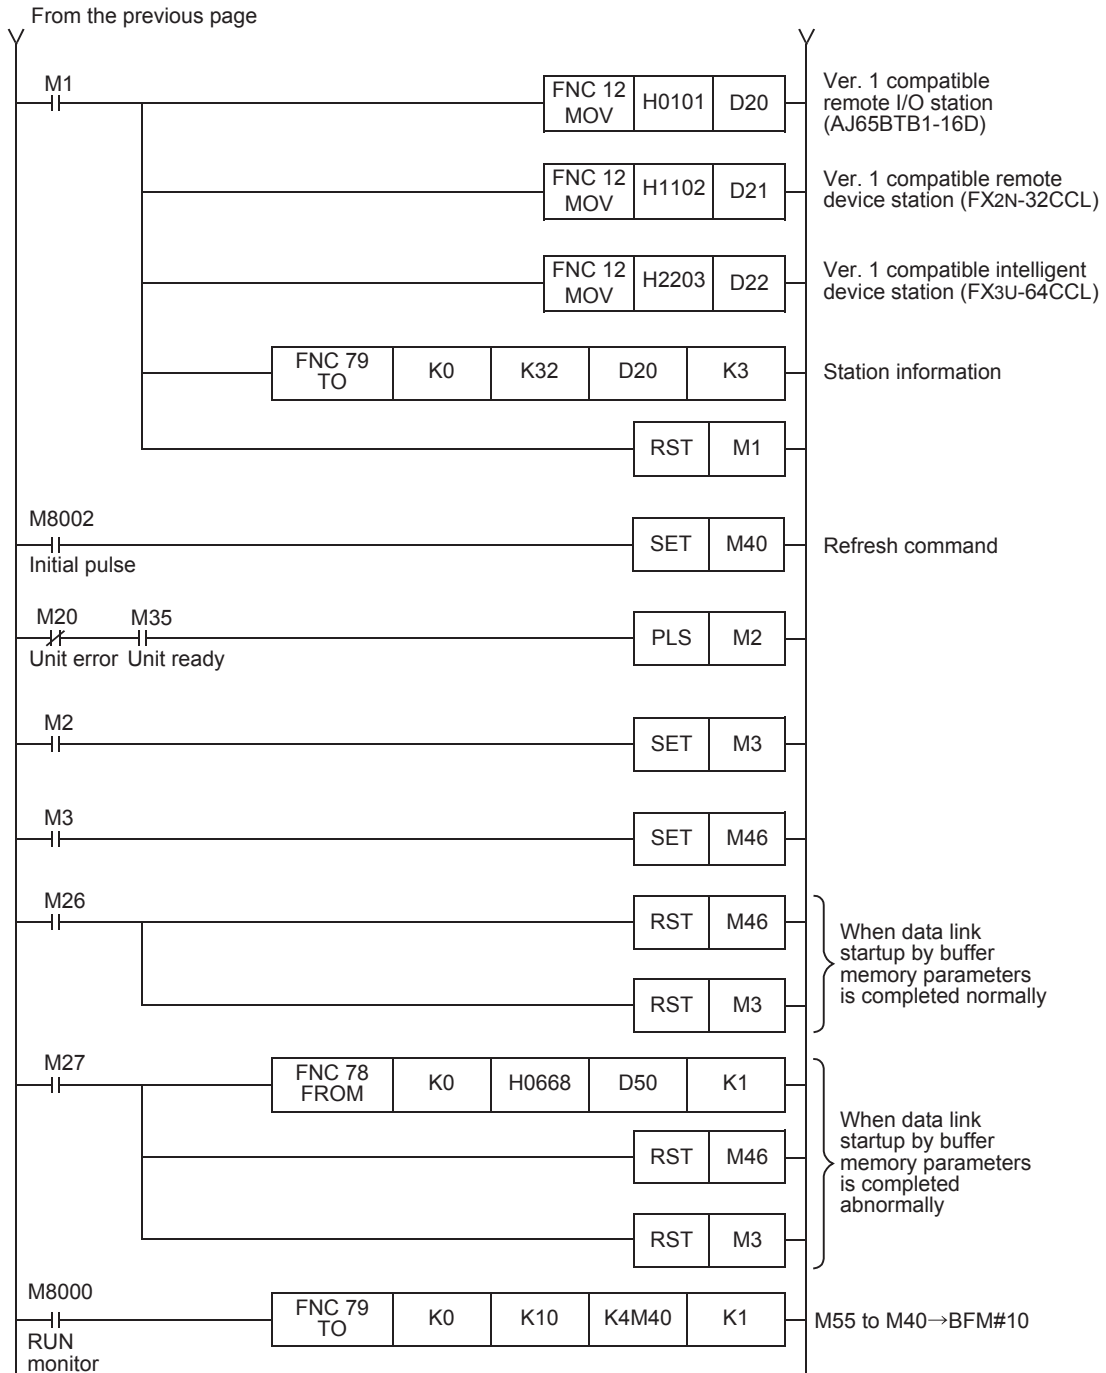 From the previous page
M1
FNC 12
MOV
H0101
D20
Ver. 1 compatible
remote I/O station
(AJ65BTB1-16D)
FNC 12
MOV
H1102
D21
Ver. 1 compatible remote
device station (FX2N-32CCL)
FNC 12
MOV
H2203
D22
Ver. 1 compatible intelligent
device station (FX3U-64CCL)
FNC 79
TO
K0
K32
D20
K3
Station information
RST
M1
M8002
Initial pulse
SET
M40
Refresh command
M20
Unit error
M35
Unit ready
PLS
M2
M2
SET
M3
M3
SET
M46
M26
RST
M46
RST
M3
When data link
startup by buffer
memory parameters
is completed normally
M27
FNC 78
FROM
K0
H0668
D50
K1
RST
M46
RST
M3
When data link
startup by buffer
memory parameters
is completed
abnormally
M8000
RUN
monitor
FNC 79
TO
K0
K10
K4M40
K1
M55 to M40→BFM#10